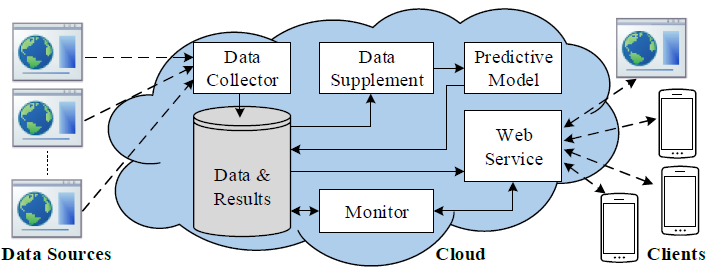 Data
Collector
Data
Supplement
Predictive
Model
Web
Service
Data &
Results
Monitor
Data Sources
Cloud
Clients